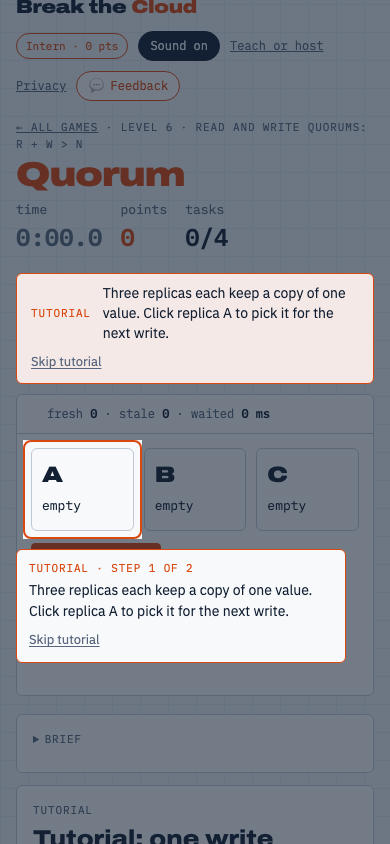 Break the Cloud
Intern · 0 pts
Sound on
Teach or host
Privacy
💬 Feedback
← ALL GAMES · LEVEL 6 · READ AND WRITE QUORUMS:
R + W > N
Quorum
time points tasks
0:00.0 0 0/4
TUTORIAL
Three replicas each keep a copy of one
value. Click replica A to pick it for the
next write.
Skip tutorial
fresh 0 · stale 0 · waited 0 ms
A B C
empty empty empty
TUTORIAL · STEP 1 OF 2
Three replicas each keep a copy of one value.
Click replica A to pick it for the next write.
Skip tutorial
▶ BRIEF
TUTORIAL
Tutorial: one write